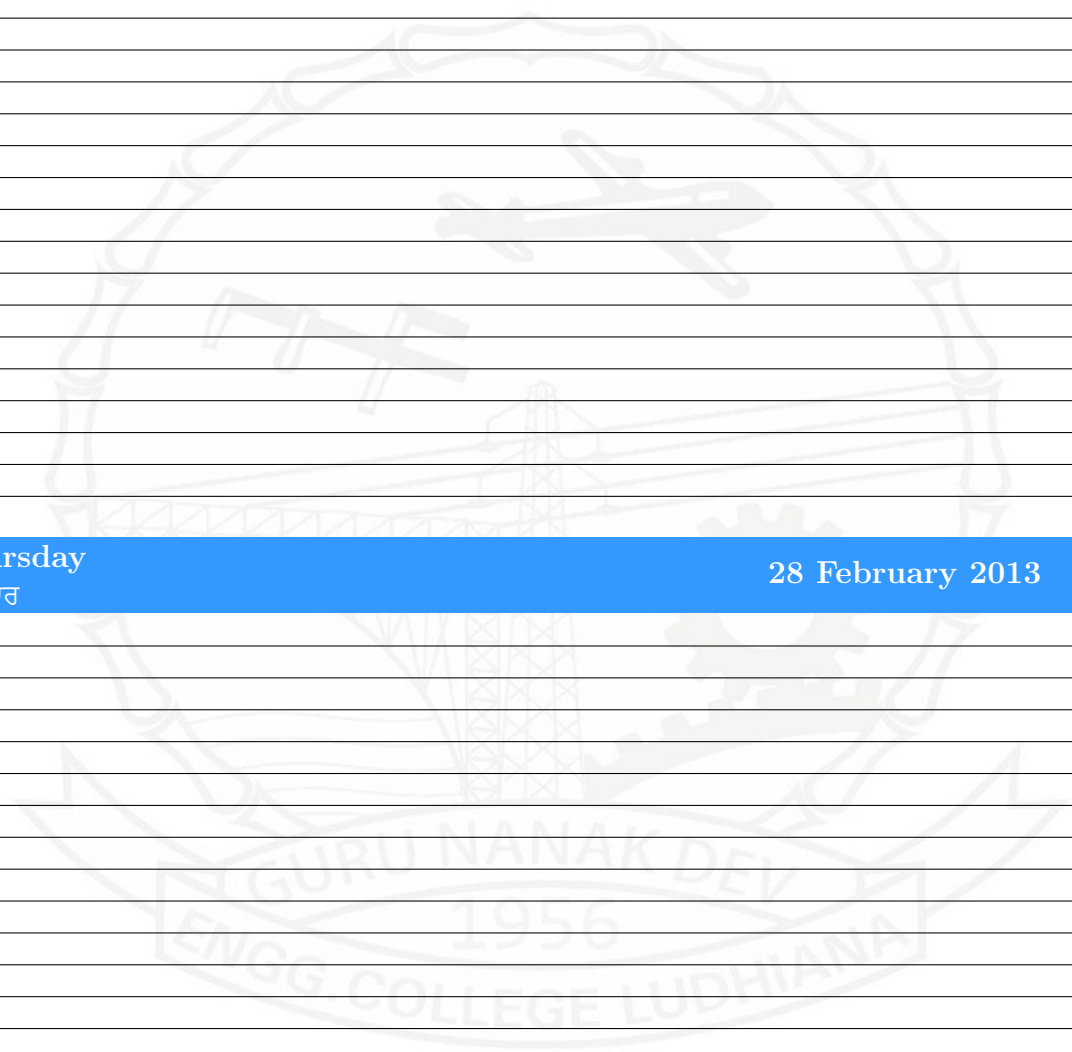 rsday
28 February 2013
ਾਰ
GURU NANAK DEV
1956
ENGG. COLLEGE LUDHIANA